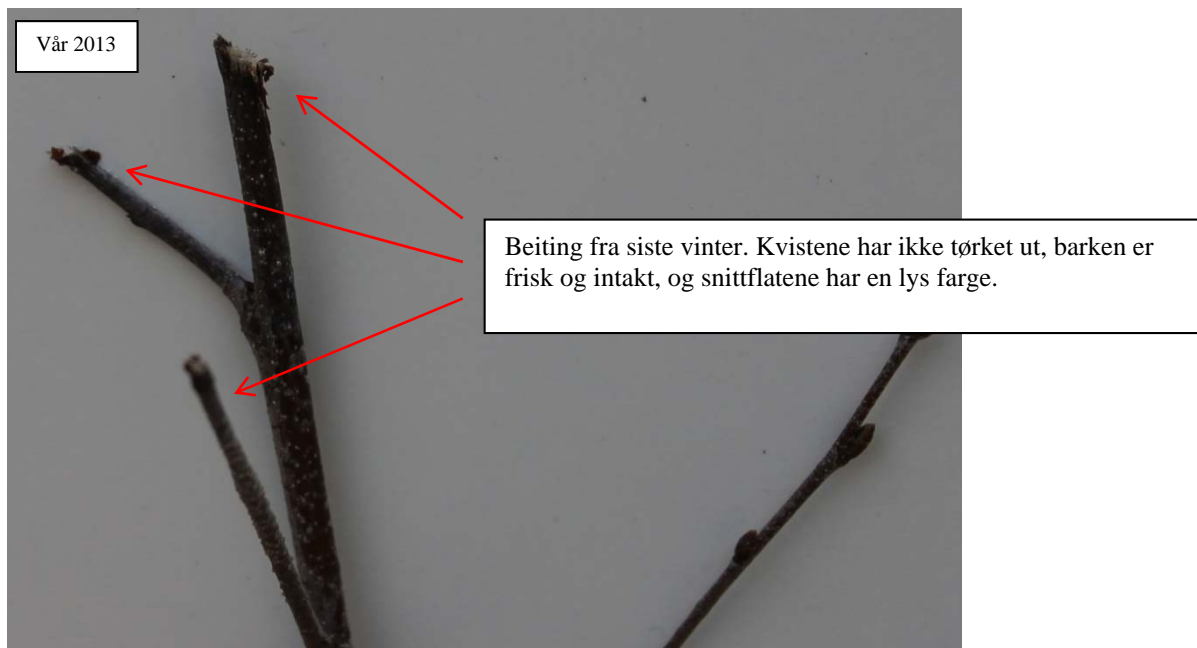 Vår 2013
Beiting fra siste vinter. Kvistene har ikke tørket ut, barken er
frisk og intakt, og snittflatene har en lys farge.